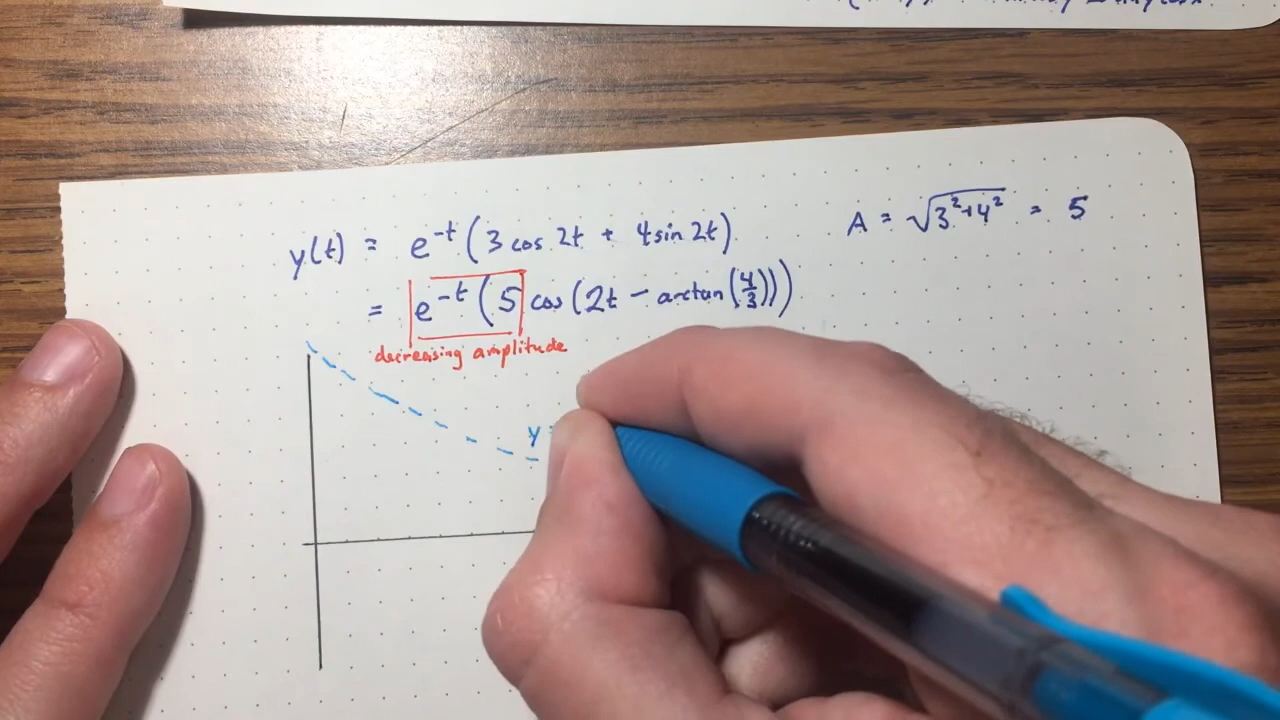 y(t) = e^{-t} (3 cos 2t + 4 sin 2t)
A = √(3²+4²) = 5
= e^{-t} (5 cos (2t - arctan(4/3)))
decreasing amplitude
y =